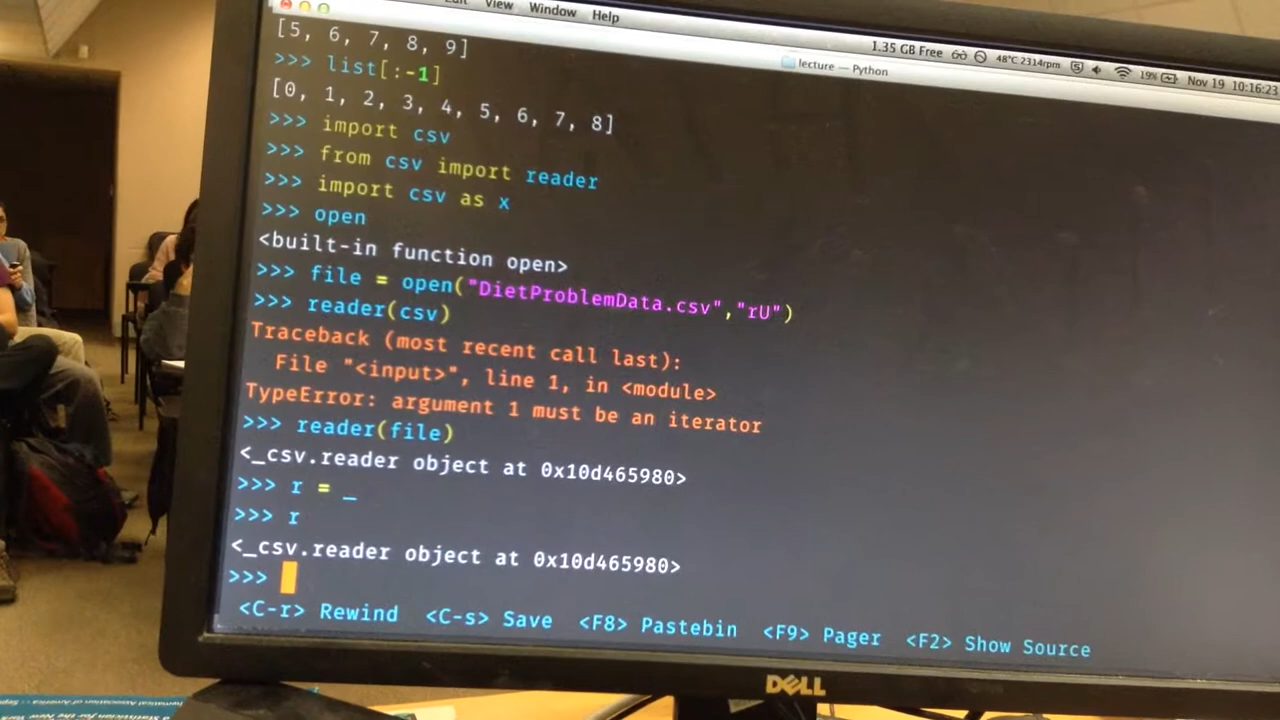 Edit View Window Help
1.35 GB Free 48°C 2314rpm 19% Nov 19 10:16:23
lecture — Python
[5, 6, 7, 8, 9]
>>> list[:-1]
[0, 1, 2, 3, 4, 5, 6, 7, 8]
>>> import csv
>>> from csv import reader
>>> import csv as x
>>> open
<built-in function open>
>>> file = open("DietProblemData.csv","rU")
>>> reader(csv)
Traceback (most recent call last):
File "<input>", line 1, in <module>
TypeError: argument 1 must be an iterator
>>> reader(file)
<_csv.reader object at 0x10d465980>
>>> r = _
>>> r
<_csv.reader object at 0x10d465980>
>>>
<C-r> Rewind <C-s> Save <F8> Pastebin <F9> Pager <F2> Show Source
DELL